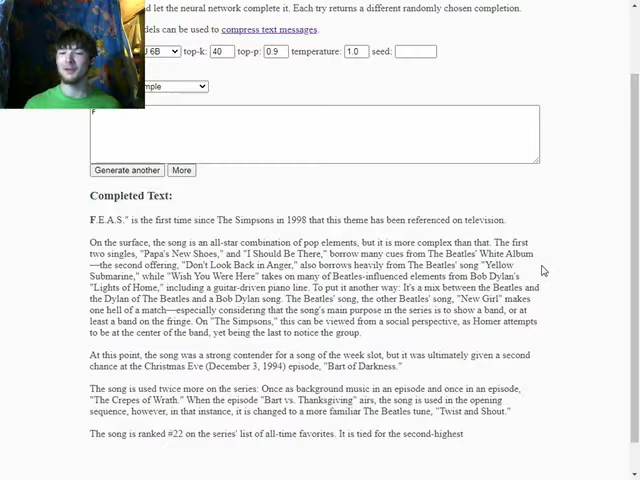 nd let the neural network complete it. Each try returns a different randomly chosen completion.
dels can be used to compress text messages.
J 6B top-k: 40 top-p: 0.9 temperature: 1.0 seed:
mple
F
Generate another More
Completed Text:
F.E.A.S." is the first time since The Simpsons in 1998 that this theme has been referenced on television.
On the surface, the song is an all-star combination of pop elements, but it is more complex than that. The first
two singles, "Papa's New Shoes," and "I Should Be There," borrow many cues from The Beatles' White Album
—the second offering, "Don't Look Back in Anger," also borrows heavily from The Beatles' song "Yellow
Submarine," while "Wish You Were Here" takes on many of Beatles-influenced elements from Bob Dylan's
"Lights of Home," including a guitar-driven piano line. To put it another way: It's a mix between the Beatles and
the Dylan of The Beatles and a Bob Dylan song. The Beatles' song, the other Beatles' song, "New Girl" makes
one hell of a match—especially considering that the song's main purpose in the series is to show a band, or at
least a band on the fringe. On "The Simpsons," this can be viewed from a social perspective, as Homer attempts
to be at the center of the band, yet being the last to notice the group.
At this point, the song was a strong contender for a song of the week slot, but it was ultimately given a second
chance at the Christmas Eve (December 3, 1994) episode, "Bart of Darkness."
The song is used twice more on the series: Once as background music in an episode and once in an episode,
"The Crepes of Wrath." When the episode "Bart vs. Thanksgiving" airs, the song is used in the opening
sequence, however, in that instance, it is changed to a more familiar The Beatles tune, "Twist and Shout."
The song is ranked #22 on the series' list of all-time favorites. It is tied for the second-highest